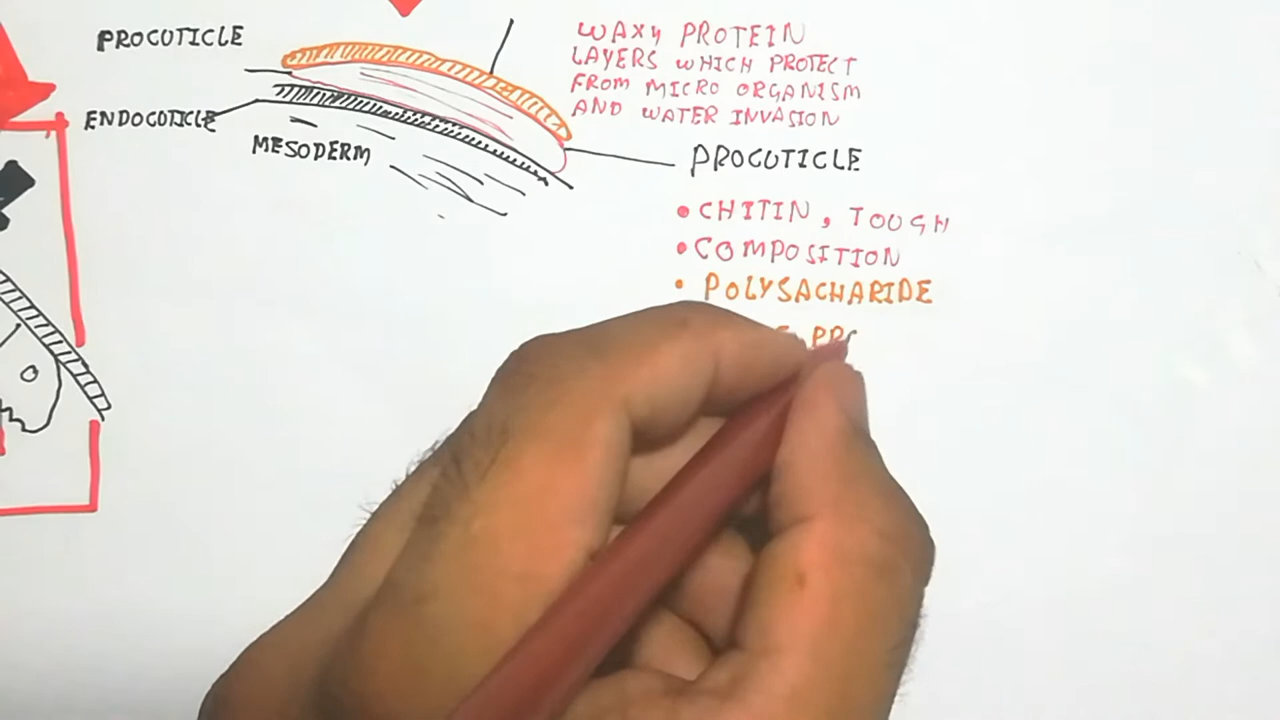 PROCUTICLE
ENDOCUTICLE
MESODERM
WAXY PROTEIN
LAYERS WHICH PROTECT
FROM MICRO ORGANISM
AND WATER INVASION
PROCUTICLE
• CHITIN, TOUGH
• COMPOSITION
• POLYSACHARIDE